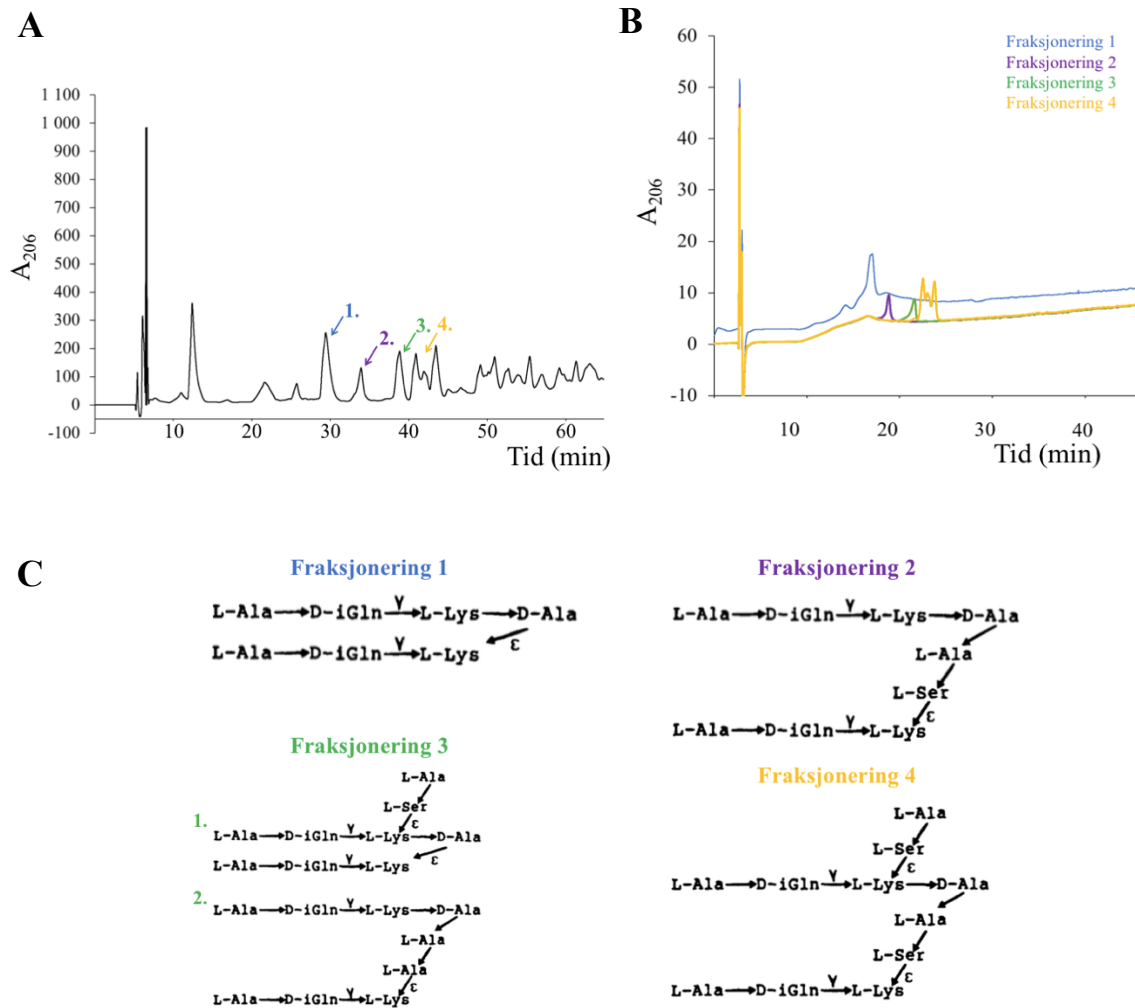 A
A206
1 100
1 000
900
800
700
600
500
400
300
200
100
0
-100
1.
2.
3.
4.
10
20
30
40
50
60
Tid (min)
B
A206
60
50
40
30
20
10
0
-10
Fraksjonering 1
Fraksjonering 2
Fraksjonering 3
Fraksjonering 4
10
20
30
40
Tid (min)
C
Fraksjonering 1
L-Ala→D-iGln→γ L-Lys→D-Ala
ε
L-Ala→D-iGln→γ L-Lys
Fraksjonering 2
L-Ala→D-iGln→γ L-Lys→D-Ala
L-Ala
L-Ser
ε
L-Ala→D-iGln→γ L-Lys
Fraksjonering 3
L-Ala
L-Ser
ε
1. L-Ala→D-iGln→γ L-Lys→D-Ala
ε
L-Ala→D-iGln→γ L-Lys
2. L-Ala→D-iGln→γ L-Lys→D-Ala
L-Ala
L-Ala
ε
L-Ala→D-iGln→γ L-Lys
Fraksjonering 4
L-Ala
L-Ser
ε
L-Ala→D-iGln→γ L-Lys→D-Ala
L-Ala
L-Ser
ε
L-Ala→D-iGln→γ L-Lys